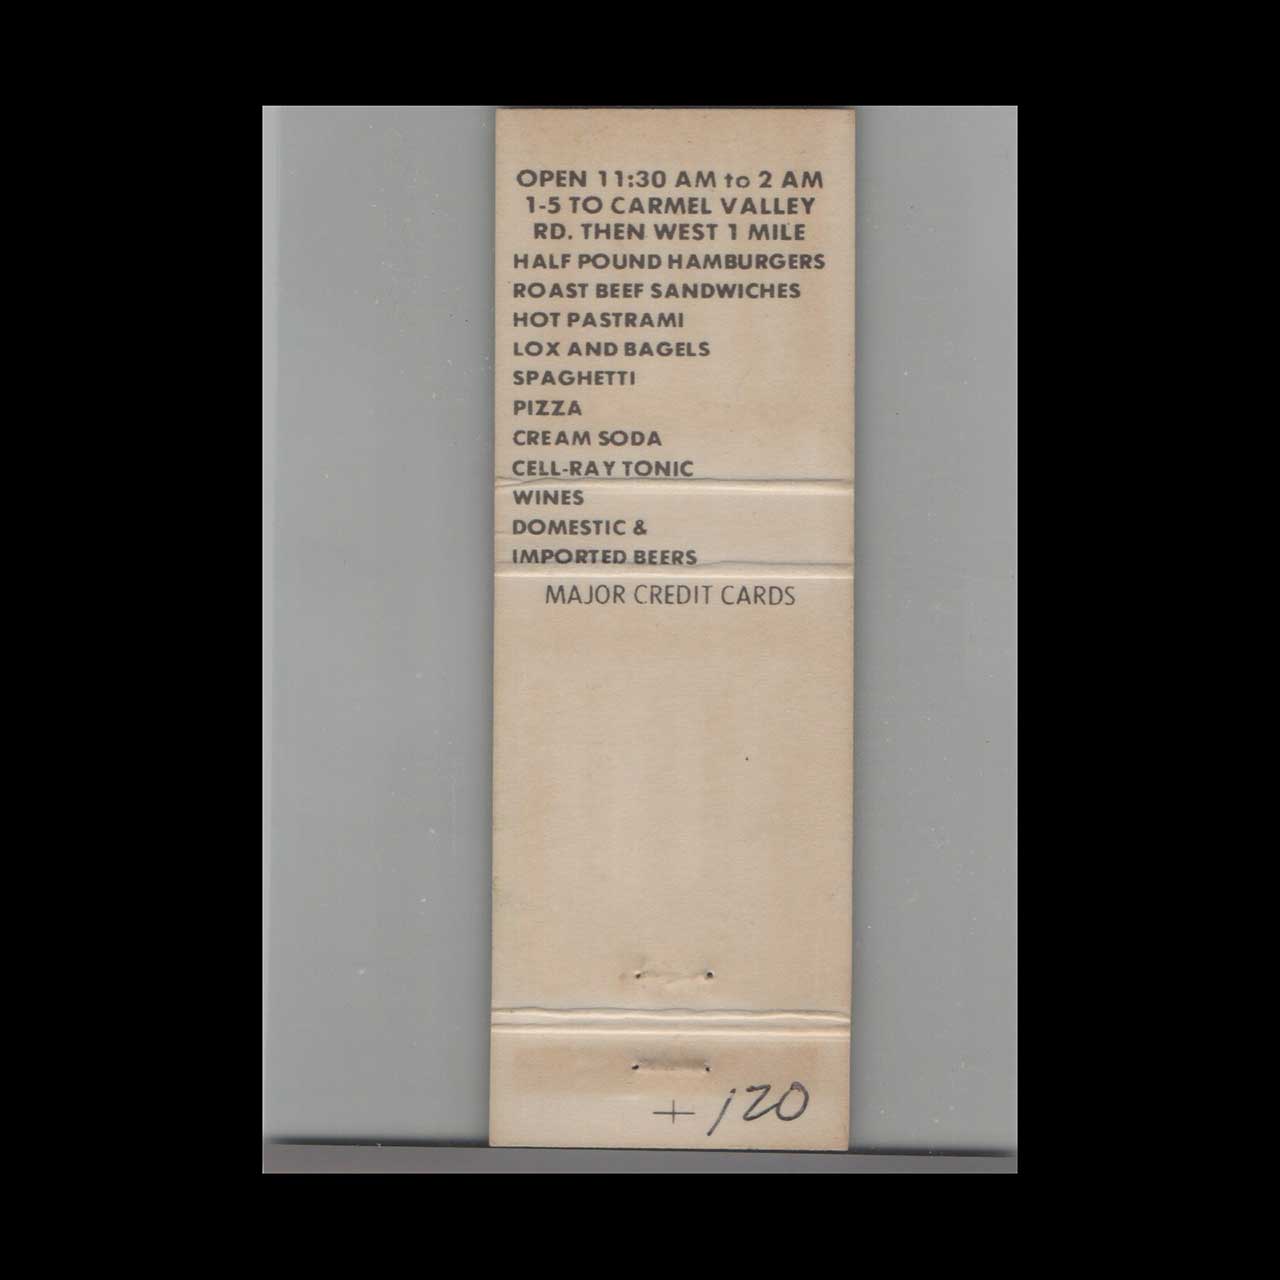 OPEN 11:30 AM to 2 AM
1-5 TO CARMEL VALLEY
RD. THEN WEST 1 MILE
HALF POUND HAMBURGERS
ROAST BEEF SANDWICHES
HOT PASTRAMI
LOX AND BAGELS
SPAGHETTI
PIZZA
CREAM SODA
CELL-RAY TONIC
WINES
DOMESTIC &
IMPORTED BEERS
MAJOR CREDIT CARDS
+ 120